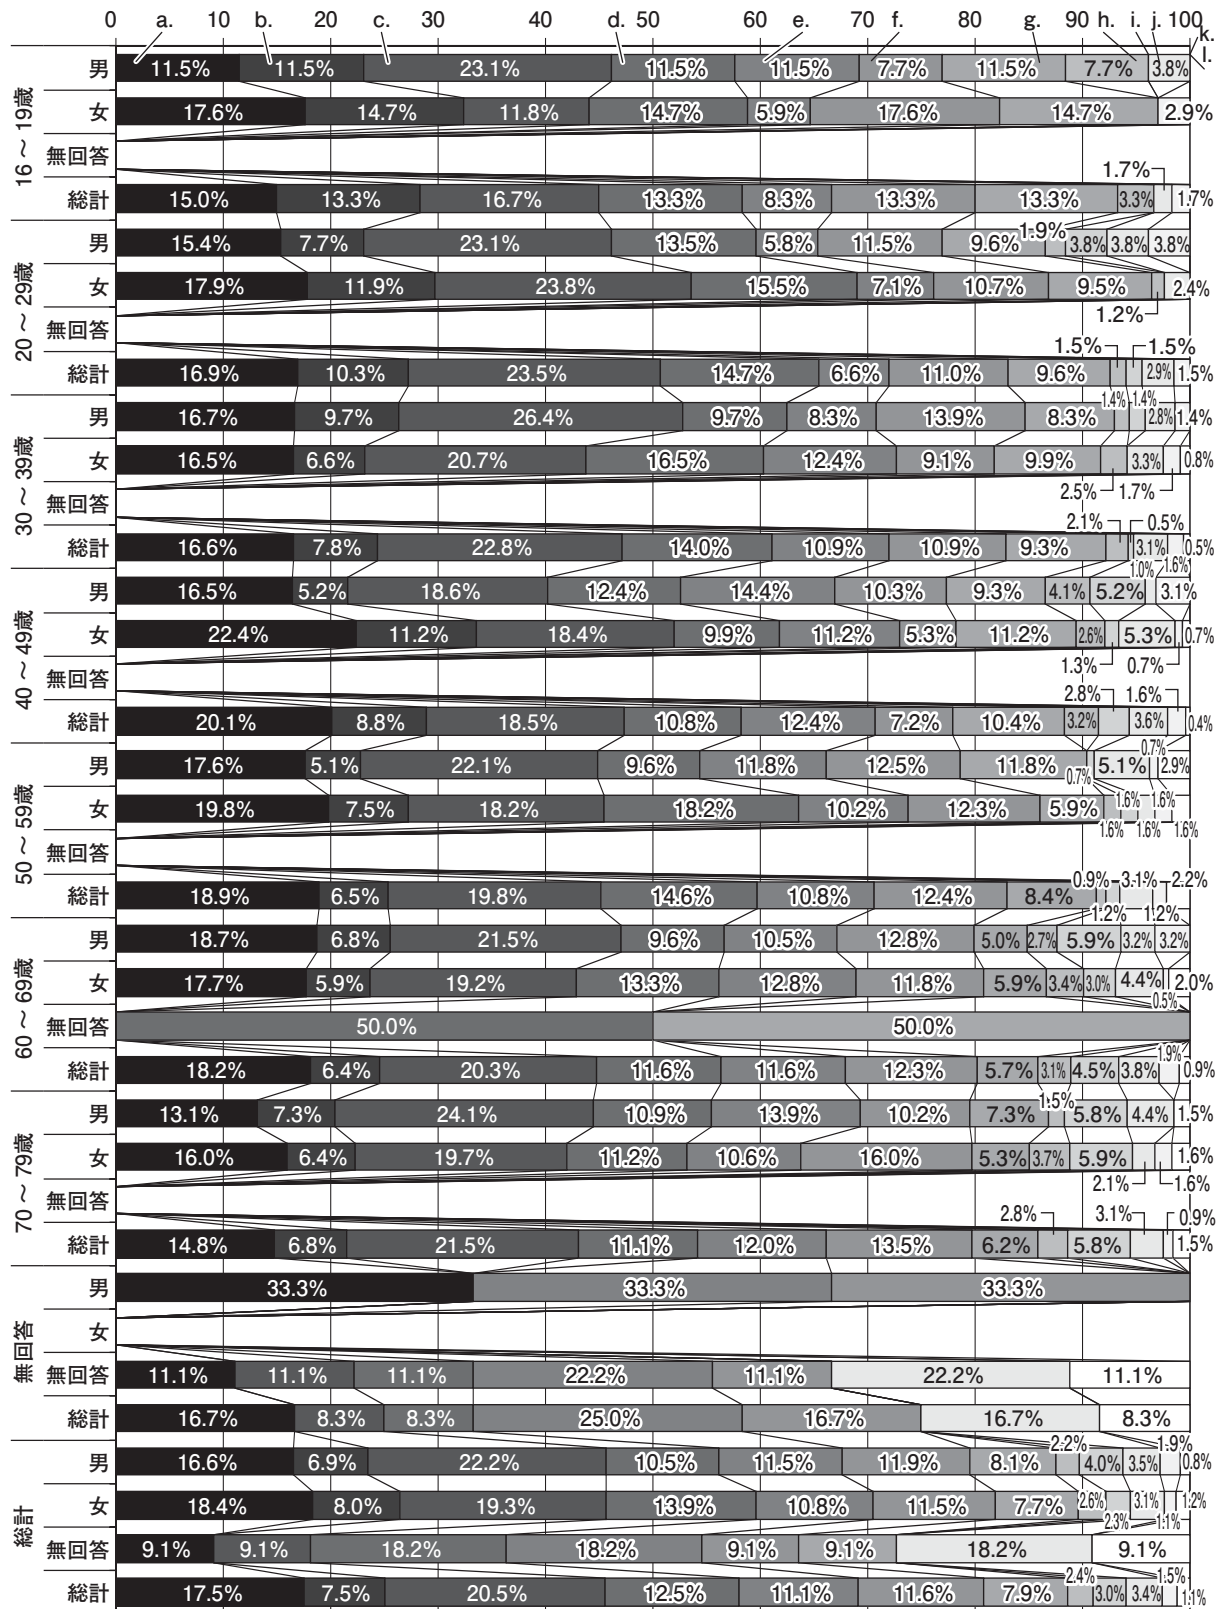 0 a. 10 b. 20 c. 30 40 d. 50 60 e. 70 f. 80 g. 90 h. i. j. 100 k. l.
16～19歳
男 11.5% 11.5% 23.1% 11.5% 11.5% 7.7% 11.5% 7.7% 3.8%
女 17.6% 14.7% 11.8% 14.7% 5.9% 17.6% 14.7% 2.9%
無回答
1.7%
総計 15.0% 13.3% 16.7% 13.3% 8.3% 13.3% 13.3% 3.3% 1.7%
20～29歳
男 15.4% 7.7% 23.1% 13.5% 5.8% 11.5% 9.6% 1.9% 3.8% 3.8% 3.8%
女 17.9% 11.9% 23.8% 15.5% 7.1% 10.7% 9.5% 2.4%
1.2%
無回答
1.5% 1.5%
総計 16.9% 10.3% 23.5% 14.7% 6.6% 11.0% 9.6% 2.9% 1.5%
30～39歳
1.4% 1.4%
男 16.7% 9.7% 26.4% 9.7% 8.3% 13.9% 8.3% 2.8% 1.4%
女 16.5% 6.6% 20.7% 16.5% 12.4% 9.1% 9.9% 3.3% 0.8%
2.5% 1.7%
無回答
2.1% 0.5%
総計 16.6% 7.8% 22.8% 14.0% 10.9% 10.9% 9.3% 3.1% 0.5%
1.6%
40～49歳
1.0%
男 16.5% 5.2% 18.6% 12.4% 14.4% 10.3% 9.3% 4.1% 5.2% 3.1%
女 22.4% 11.2% 18.4% 9.9% 11.2% 5.3% 11.2% 2.6% 5.3% 0.7%
1.3% 0.7%
無回答
2.8% 1.6%
総計 20.1% 8.8% 18.5% 10.8% 12.4% 7.2% 10.4% 3.2% 3.6% 0.4%
50～59歳
0.7%
男 17.6% 5.1% 22.1% 9.6% 11.8% 12.5% 11.8% 0.7% 5.1% 2.9%
女 19.8% 7.5% 18.2% 18.2% 10.2% 12.3% 5.9% 1.6% 1.6%
1.6% 1.6% 1.6%
無回答
0.9% 3.1% 2.2%
総計 18.9% 6.5% 19.8% 14.6% 10.8% 12.4% 8.4%
1.2% 1.2%
60～69歳
男 18.7% 6.8% 21.5% 9.6% 10.5% 12.8% 5.0% 2.7% 5.9% 3.2% 3.2%
女 17.7% 5.9% 19.2% 13.3% 12.8% 11.8% 5.9% 3.4% 3.0% 4.4% 2.0%
0.5%
無回答 50.0% 50.0%
1.9%
総計 18.2% 6.4% 20.3% 11.6% 11.6% 12.3% 5.7% 3.1% 4.5% 3.8% 0.9%
70～79歳
1.5%
男 13.1% 7.3% 24.1% 10.9% 13.9% 10.2% 7.3% 5.8% 4.4% 1.5%
女 16.0% 6.4% 19.7% 11.2% 10.6% 16.0% 5.3% 3.7% 5.9% 1.6%
2.1% 1.6%
無回答
2.8% 3.1% 0.9%
総計 14.8% 6.8% 21.5% 11.1% 12.0% 13.5% 6.2% 5.8% 1.5%
無回答
男 33.3% 33.3% 33.3%
女
無回答 11.1% 11.1% 11.1% 22.2% 11.1% 22.2% 11.1%
総計 16.7% 8.3% 8.3% 25.0% 16.7% 16.7% 8.3%
総計
2.2% 1.9%
男 16.6% 6.9% 22.2% 10.5% 11.5% 11.9% 8.1% 4.0% 3.5% 0.8%
女 18.4% 8.0% 19.3% 13.9% 10.8% 11.5% 7.7% 2.6% 3.1% 1.2%
2.3% 1.1%
無回答 9.1% 9.1% 18.2% 18.2% 9.1% 9.1% 18.2% 9.1%
2.4% 1.5%
総計 17.5% 7.5% 20.5% 12.5% 11.1% 11.6% 7.9% 3.0% 3.4% 1.1%